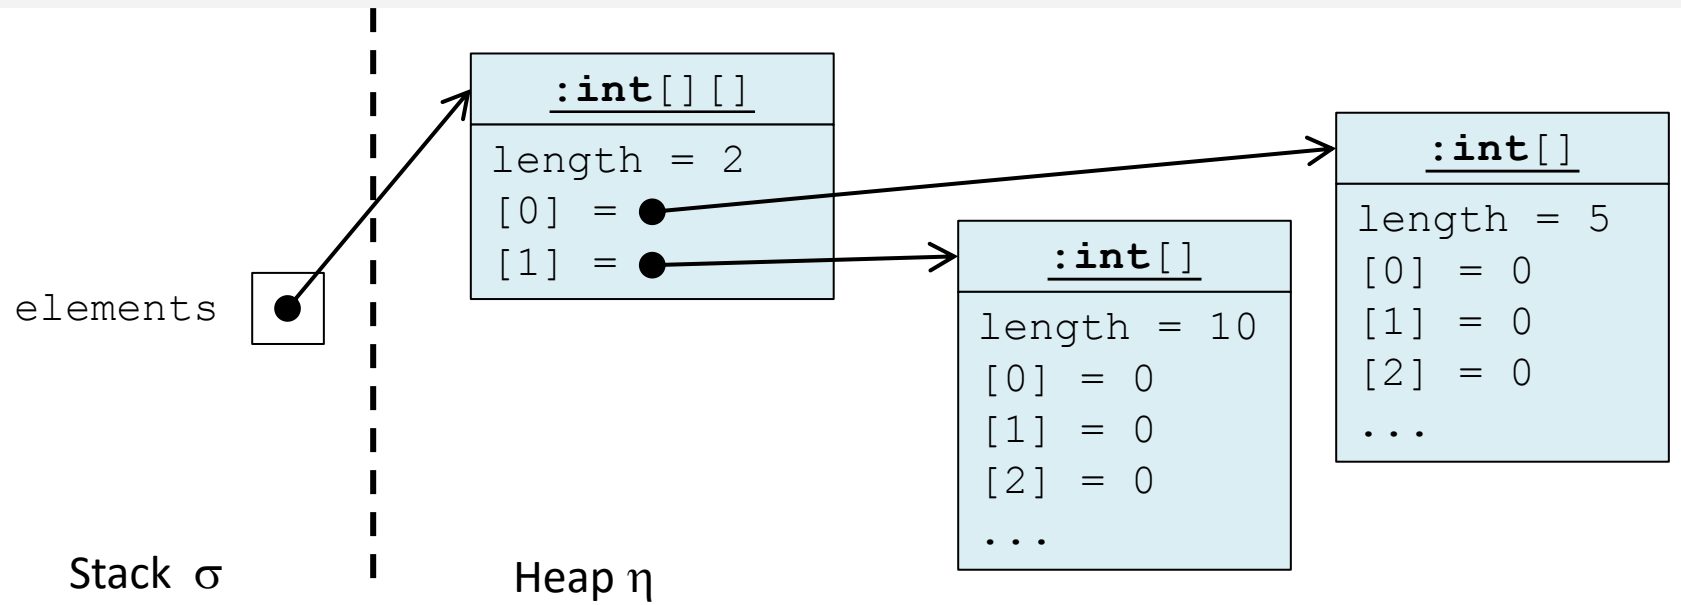 elements
:int[][]
length = 2
[0] =
[1] =
:int[]
length = 10
[0] = 0
[1] = 0
[2] = 0
...
:int[]
length = 5
[0] = 0
[1] = 0
[2] = 0
...
Stack σ
Heap η